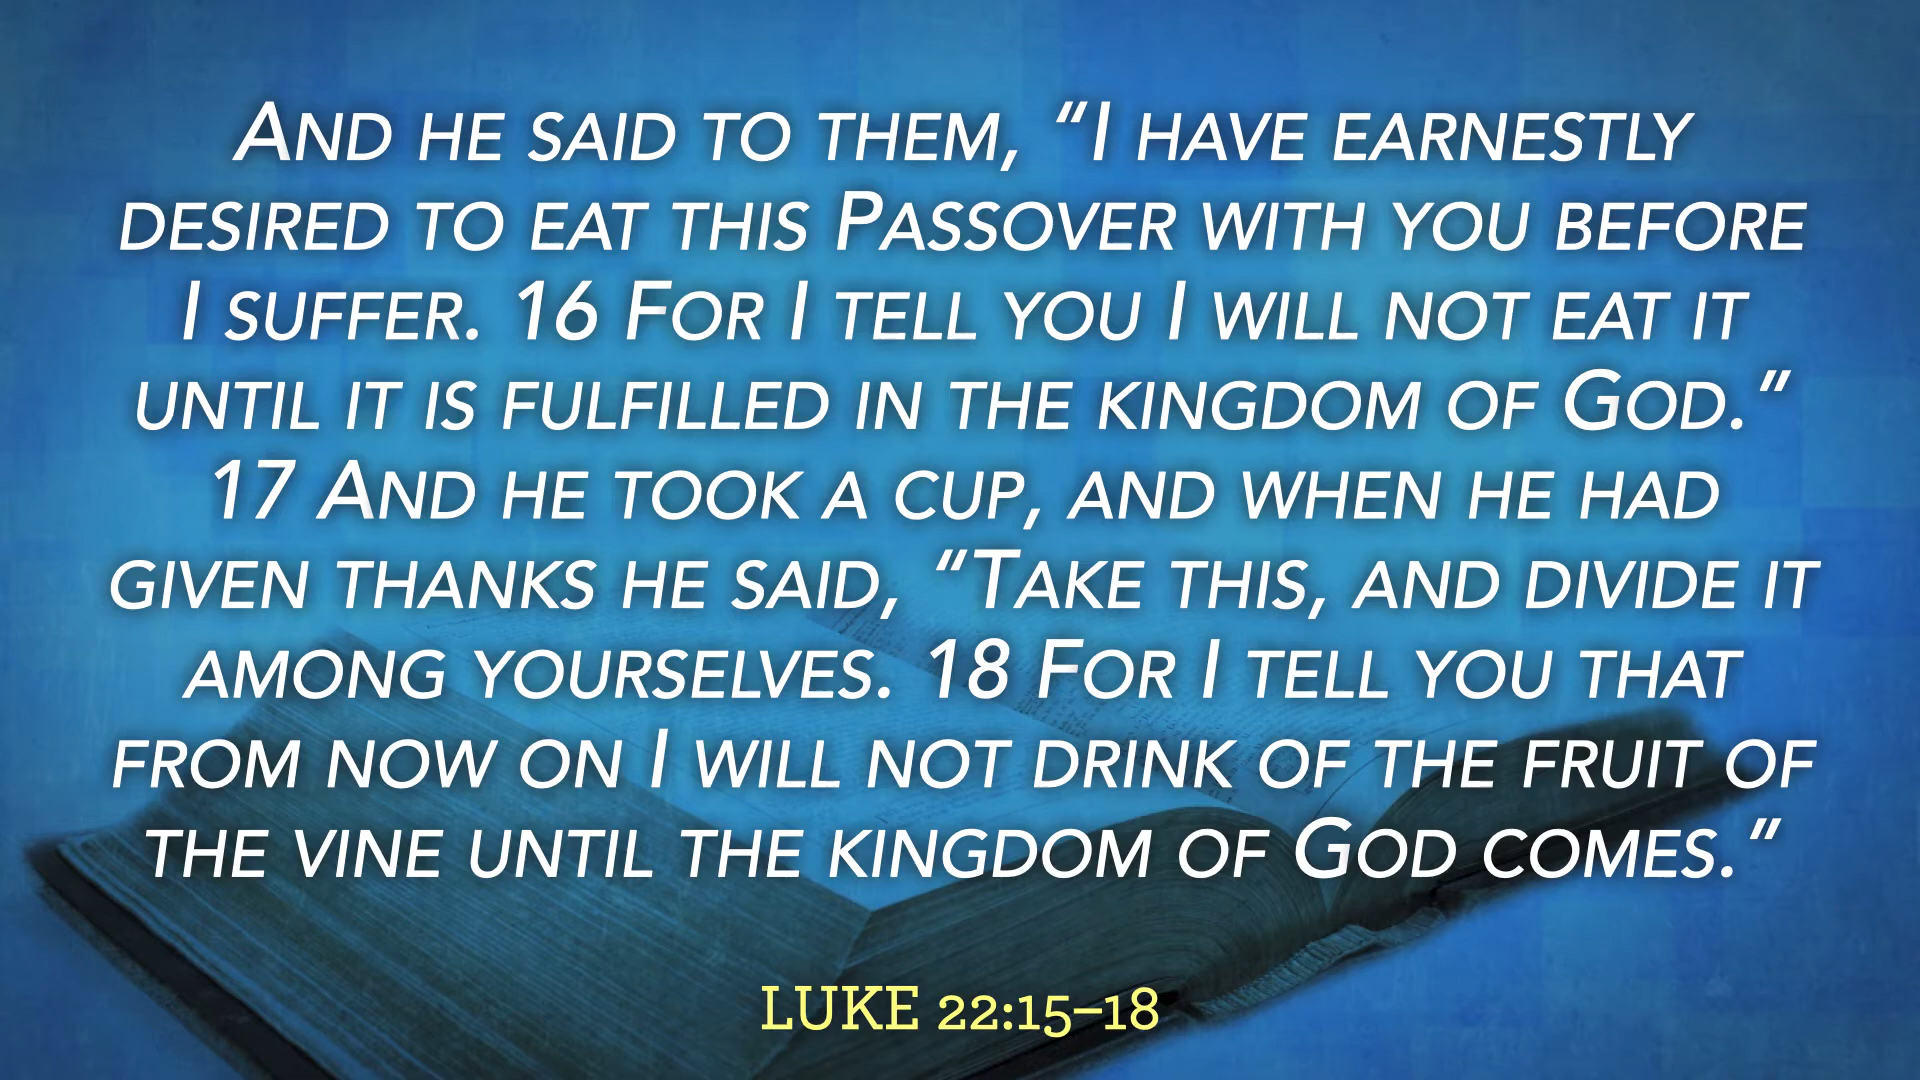 And he said to them, “I have earnestly
desired to eat this Passover with you before
I suffer. 16 For I tell you I will not eat it
until it is fulfilled in the kingdom of God.”
17 And he took a cup, and when he had
given thanks he said, “Take this, and divide it
among yourselves. 18 For I tell you that
from now on I will not drink of the fruit of
the vine until the kingdom of God comes.”
LUKE 22:15–18